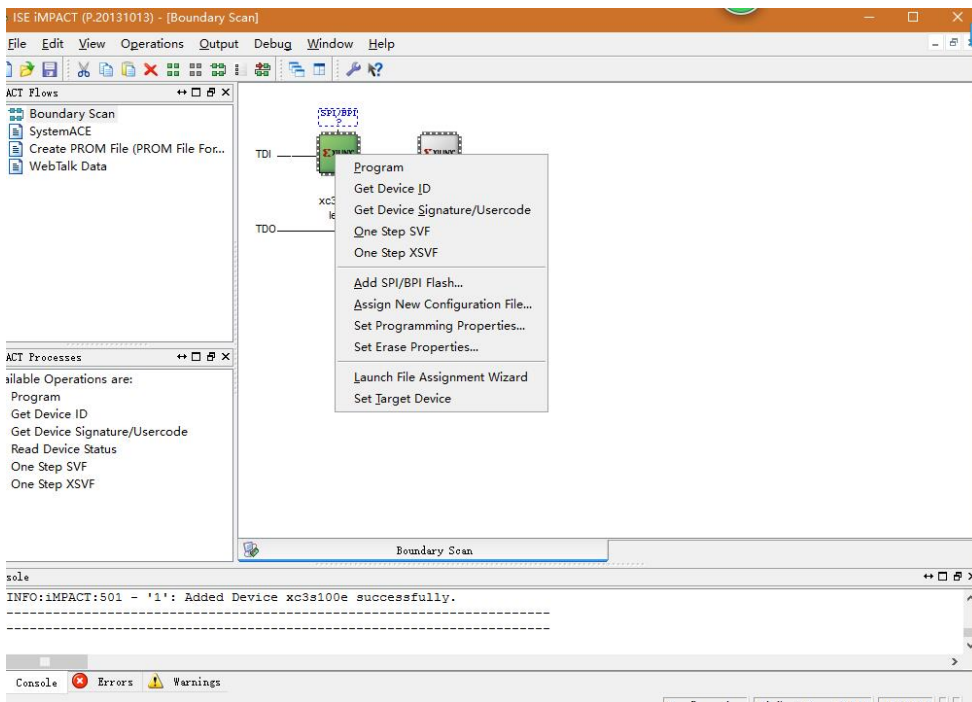 ISE iMPACT (P.20131013) - [Boundary Scan]
File Edit View Operations Output Debug Window Help
ACT Flows
Boundary Scan
SystemACE
Create PROM File (PROM File For...
WebTalk Data
SPI/BPI
?
TDI
xc3
le
TDO
Program
Get Device ID
Get Device Signature/Usercode
One Step SVF
One Step XSVF
Add SPI/BPI Flash...
Assign New Configuration File...
Set Programming Properties...
Set Erase Properties...
Launch File Assignment Wizard
Set Target Device
ACT Processes
ailable Operations are:
Program
Get Device ID
Get Device Signature/Usercode
Read Device Status
One Step SVF
One Step XSVF
Boundary Scan
sole
INFO:iMPACT:501 - '1': Added Device xc3s100e successfully.
----------------------------------------------------------------------
----------------------------------------------------------------------
Console Errors Warnings